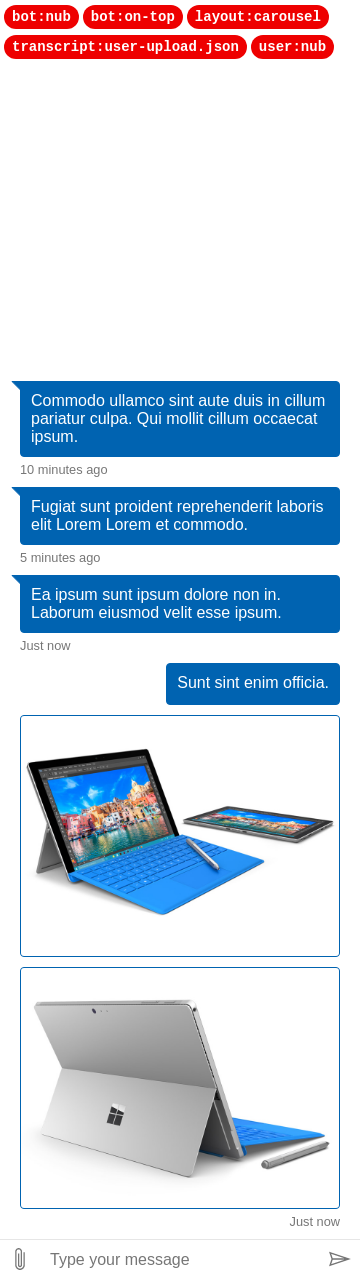 bot:nub bot:on-top layout:carousel
transcript:user-upload.json user:nub
Commodo ullamco sint aute duis in cillum
pariatur culpa. Qui mollit cillum occaecat
ipsum.
10 minutes ago
Fugiat sunt proident reprehenderit laboris
elit Lorem Lorem et commodo.
5 minutes ago
Ea ipsum sunt ipsum dolore non in.
Laborum eiusmod velit esse ipsum.
Just now
Sunt sint enim officia.
Just now
Type your message